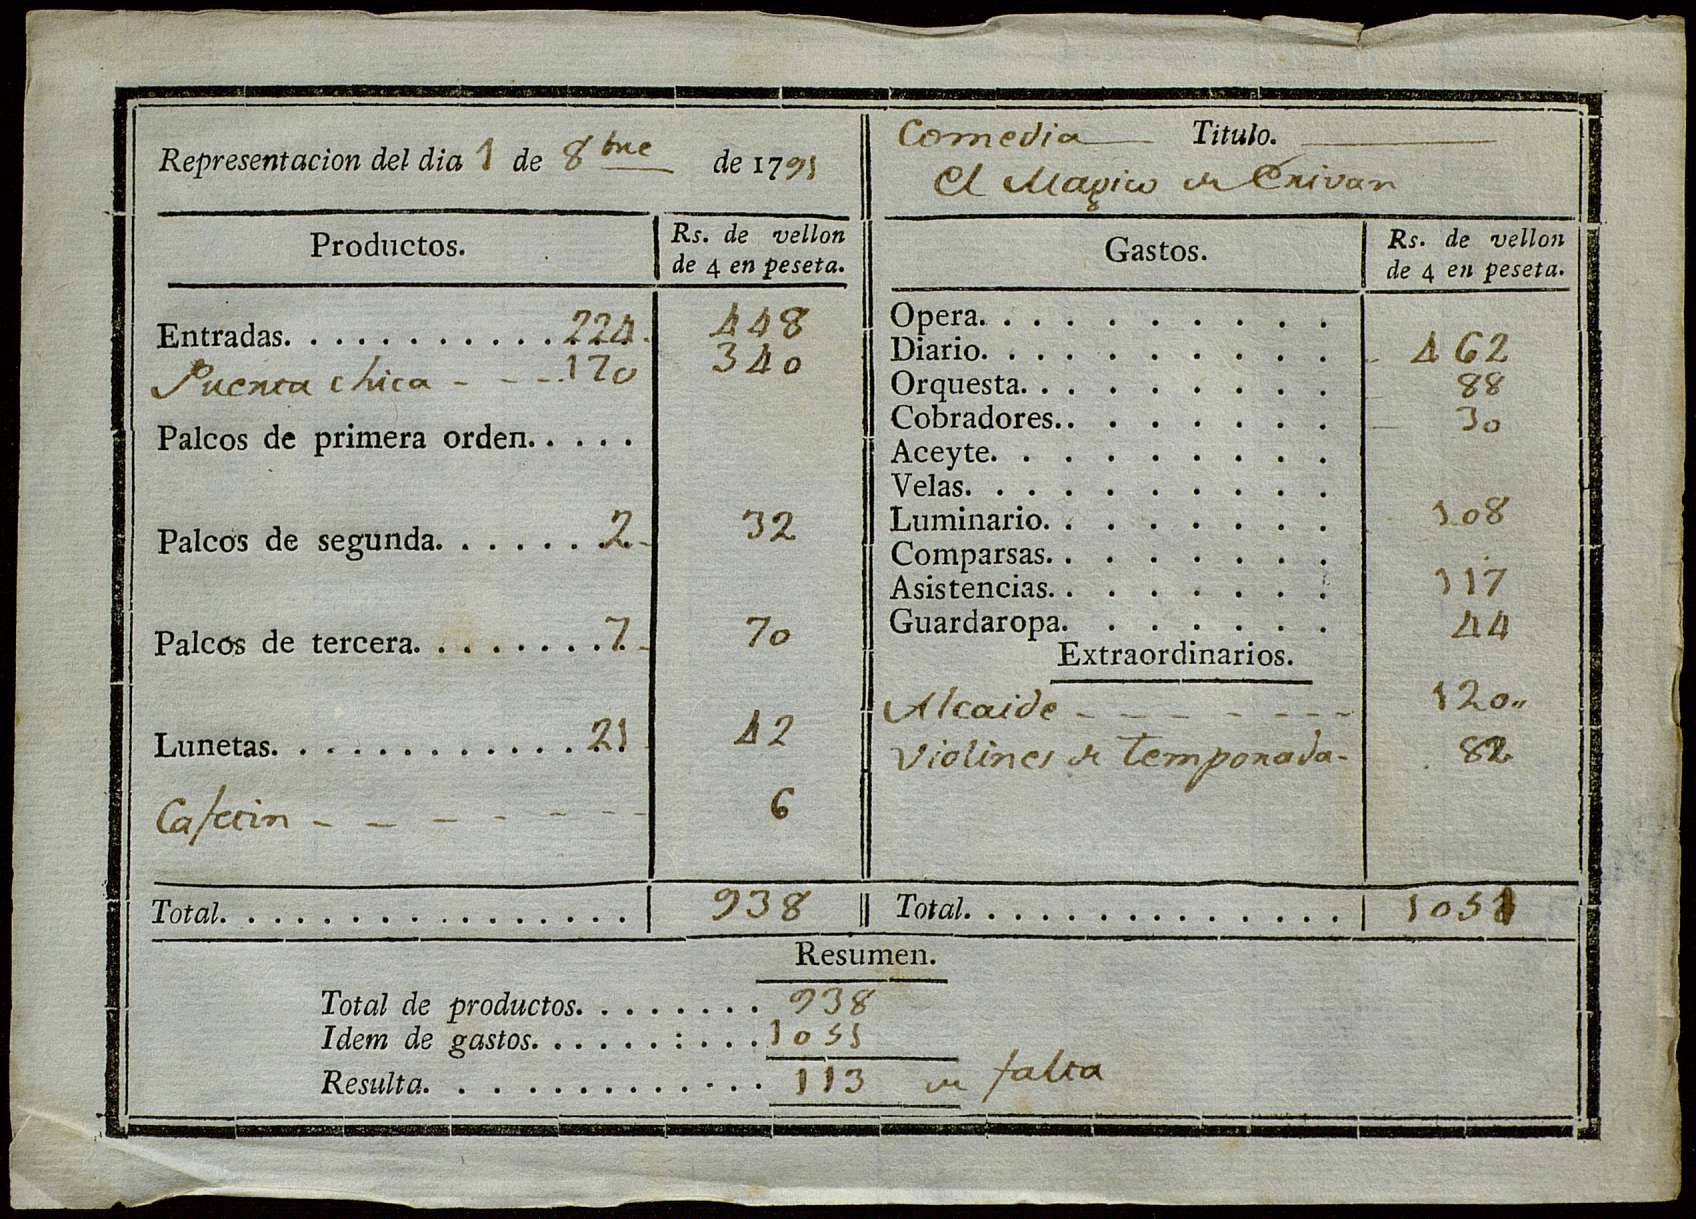 Representacion del dia 1 de 8bre de 1791
Productos.
Rs. de vellon
de 4 en peseta.
Entradas. 224 448
Puerta chica 170 340
Palcos de primera orden.
Palcos de segunda. 2 32
Palcos de tercera. 7 70
Lunetas. 21 42
Cafetin 6
Total. 938
Comedia Titulo.
El Magico de Erivan
Gastos.
Rs. de vellon
de 4 en peseta.
Opera.
Diario. 462
Orquesta. 88
Cobradores. 30
Aceyte.
Velas.
Luminario. 108
Comparsas.
Asistencias. 117
Guardaropa. 44
Extraordinarios.
Alcaide 120
Violines de temporada 82
Total. 1051
Resumen.
Total de productos. 938
Idem de gastos. 1051
Resulta. 113 de falta